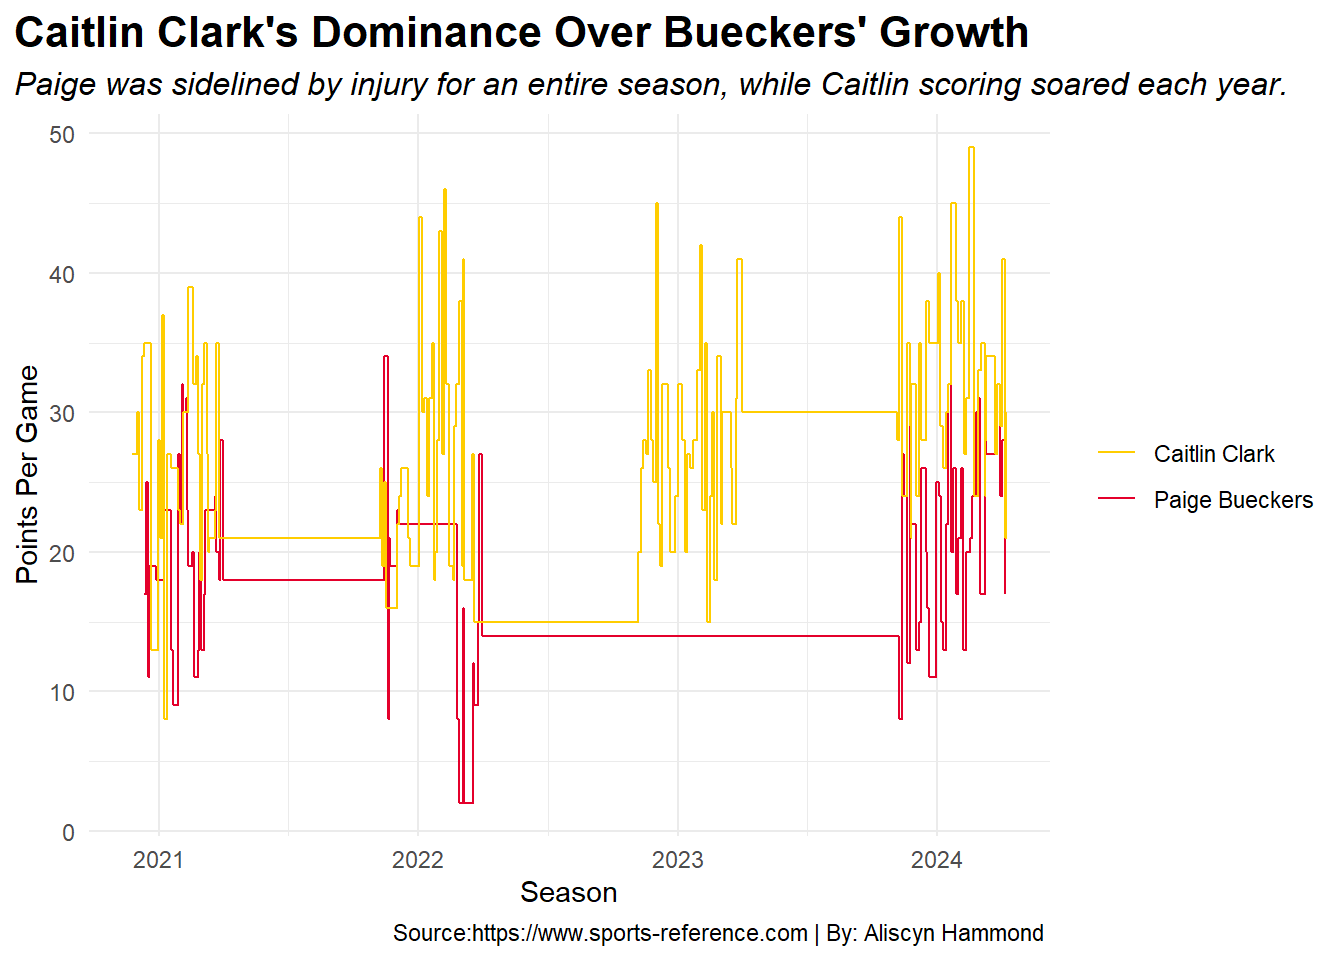 Caitlin Clark's Dominance Over Bueckers' Growth
Paige was sidelined by injury for an entire season, while Caitlin scoring soared each year.
Points Per Game
50
40
30
20
10
0
2021 2022 2023 2024
Season
Caitlin Clark
Paige Bueckers
Source:https://www.sports-reference.com | By: Aliscyn Hammond